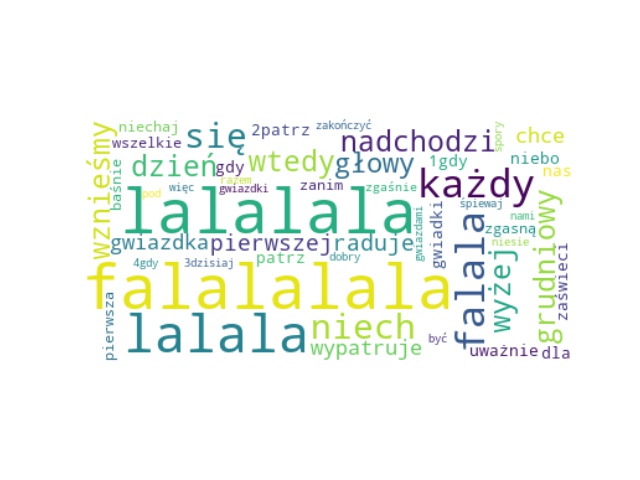 wznieśmy
niechaj
się
2patrz
zakończyć
nadchodzi
spory
chce
wszelkie
dzień
gdy
wtedy
głowy
1gdy
niebo
nas
baśnie
pod
więc
razem
gwiazdki
zanim
zgaśnie
każdy
lalalala
śpiewaj
nami
gwiazdka
pierwszej
raduje
gwiazdami
gwiadki
falala
zgasną
niesie
wyżej
grudniowy
zaświeci
4gdy
3dzisiaj
patrz
dobry
falalalala
pierwsza
lalala
niech
wypatruje
być
uważnie
dla